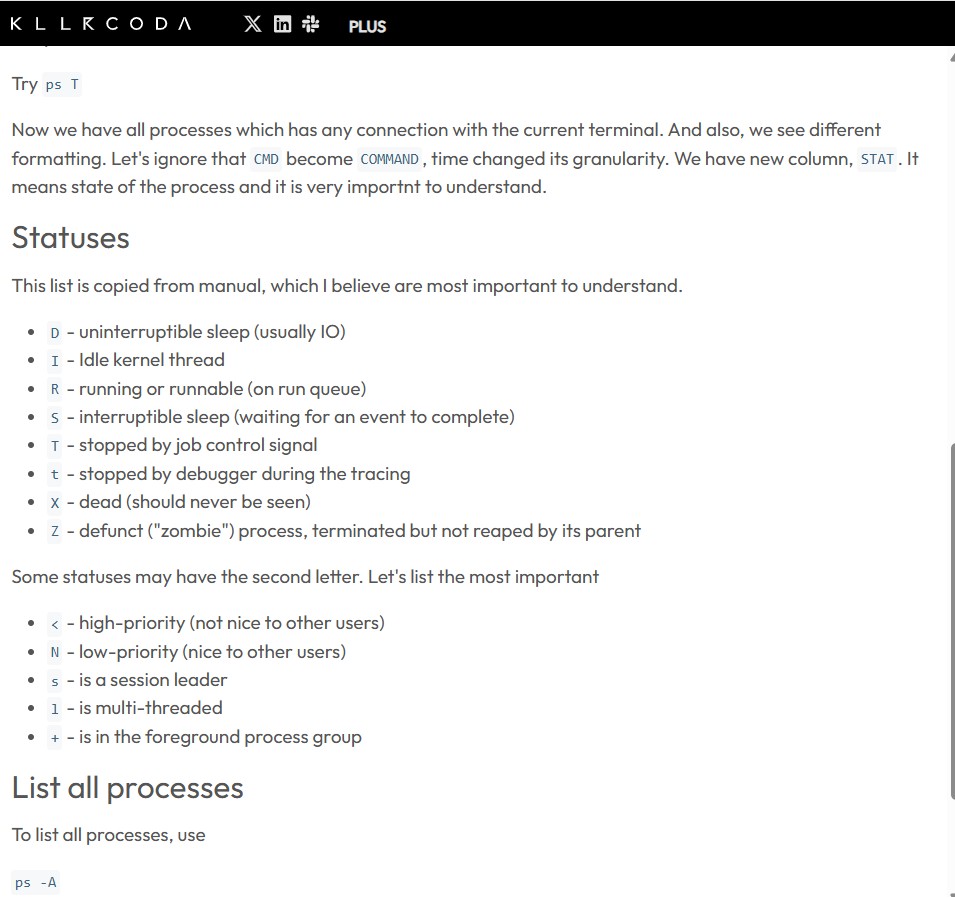 KLLRCODA PLUS
Try ps T
Now we have all processes which has any connection with the current terminal. And also, we see different
formatting. Let's ignore that CMD become COMMAND, time changed its granularity. We have new column, STAT. It
means state of the process and it is very importnt to understand.
Statuses
This list is copied from manual, which I believe are most important to understand.
D - uninterruptible sleep (usually IO)
I - Idle kernel thread
R - running or runnable (on run queue)
S - interruptible sleep (waiting for an event to complete)
T - stopped by job control signal
t - stopped by debugger during the tracing
X - dead (should never be seen)
Z - defunct ("zombie") process, terminated but not reaped by its parent
Some statuses may have the second letter. Let's list the most important
< - high-priority (not nice to other users)
N - low-priority (nice to other users)
s - is a session leader
l - is multi-threaded
+ - is in the foreground process group
List all processes
To list all processes, use
ps -A